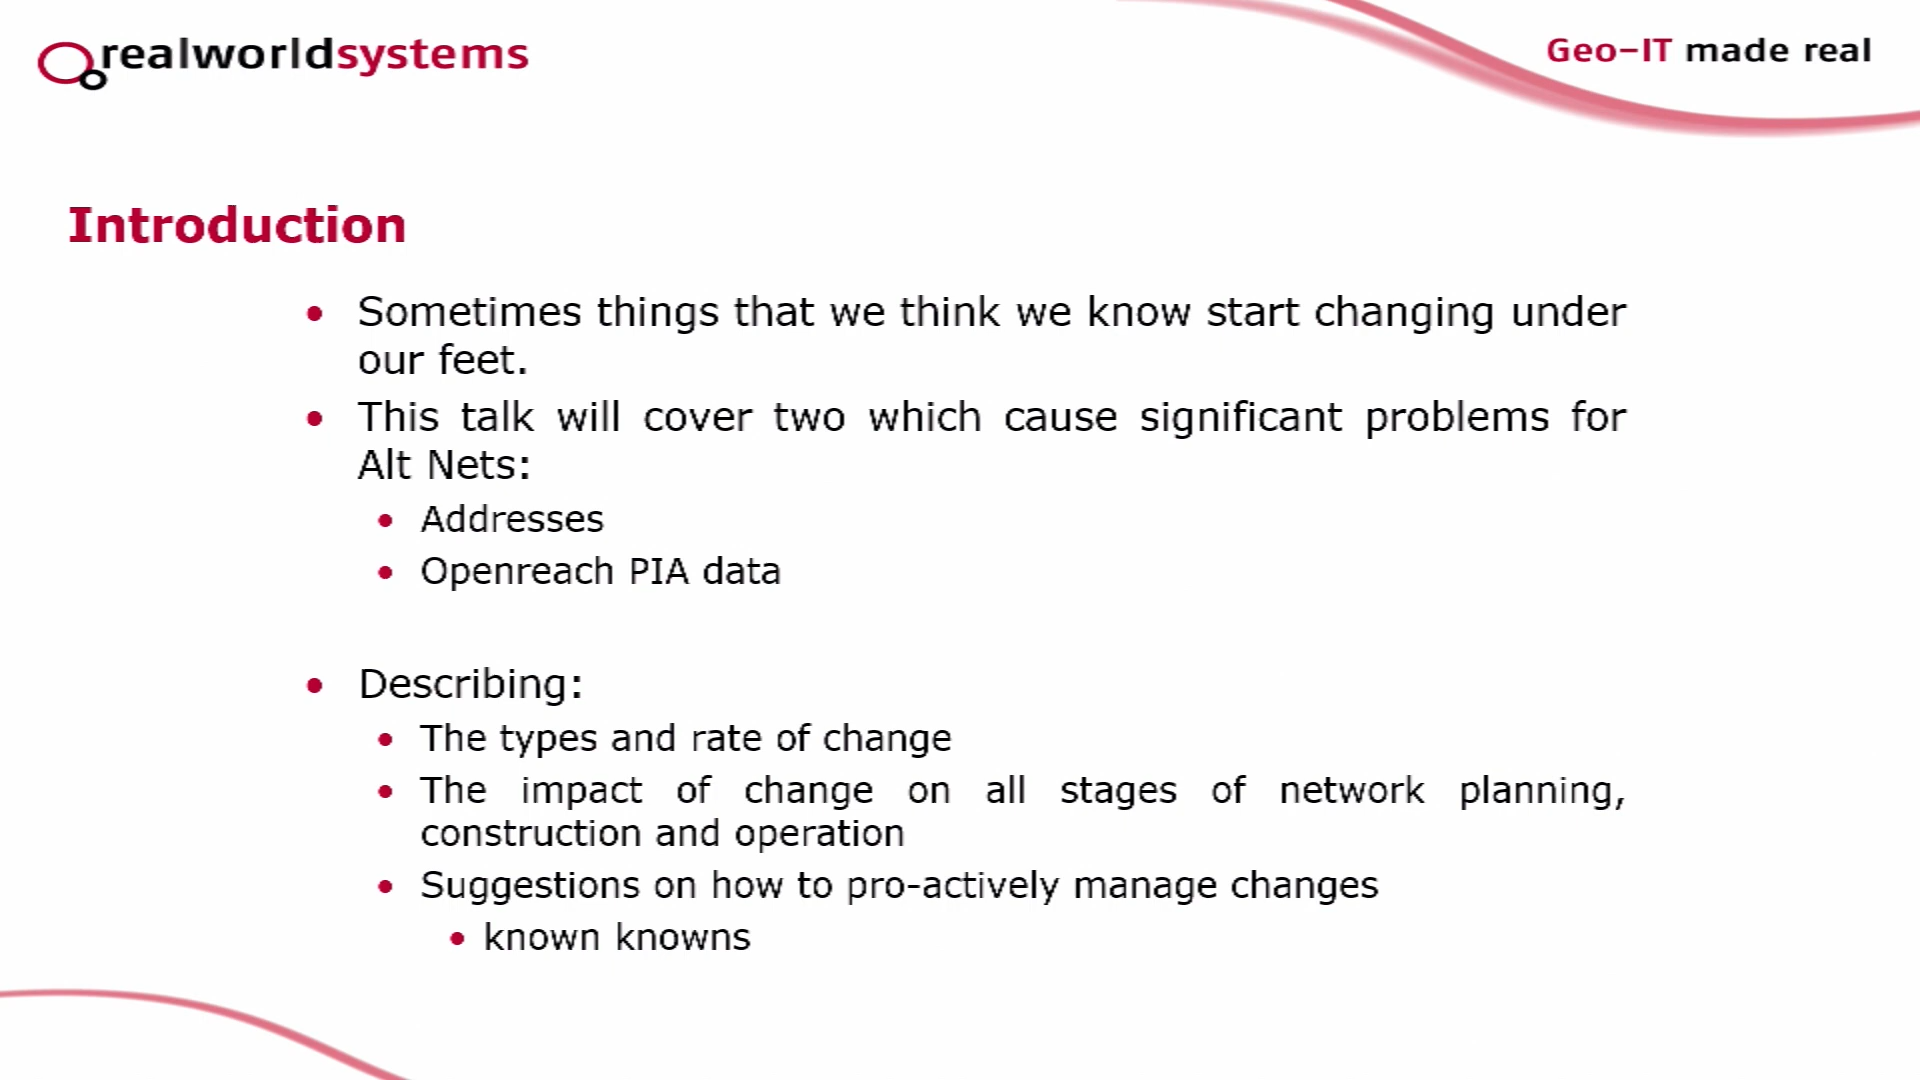 realworldsystems
Geo-IT made real
Introduction
• Sometimes things that we think we know start changing under
our feet.
• This talk will cover two which cause significant problems for
Alt Nets:
• Addresses
• Openreach PIA data
• Describing:
• The types and rate of change
• The impact of change on all stages of network planning,
construction and operation
• Suggestions on how to pro-actively manage changes
• known knowns